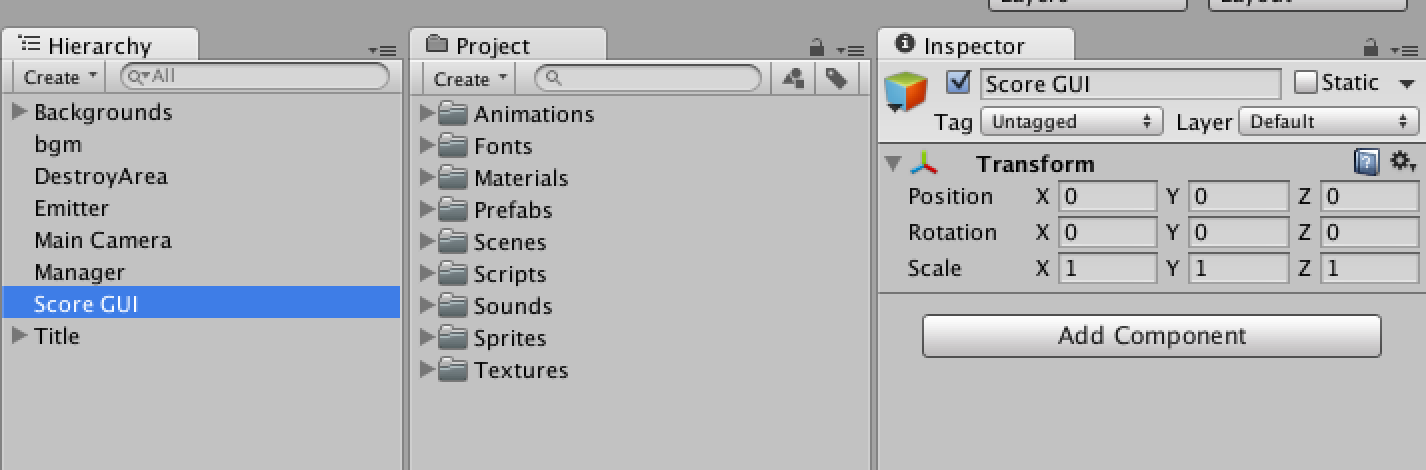 Layers
Layout
Hierarchy
Create
All
Backgrounds
bgm
DestroyArea
Emitter
Main Camera
Manager
Score GUI
Title
Project
Create
Animations
Fonts
Materials
Prefabs
Scenes
Scripts
Sounds
Sprites
Textures
Inspector
Score GUI
Static
Tag Untagged Layer Default
Transform
Position X 0 Y 0 Z 0
Rotation X 0 Y 0 Z 0
Scale X 1 Y 1 Z 1
Add Component